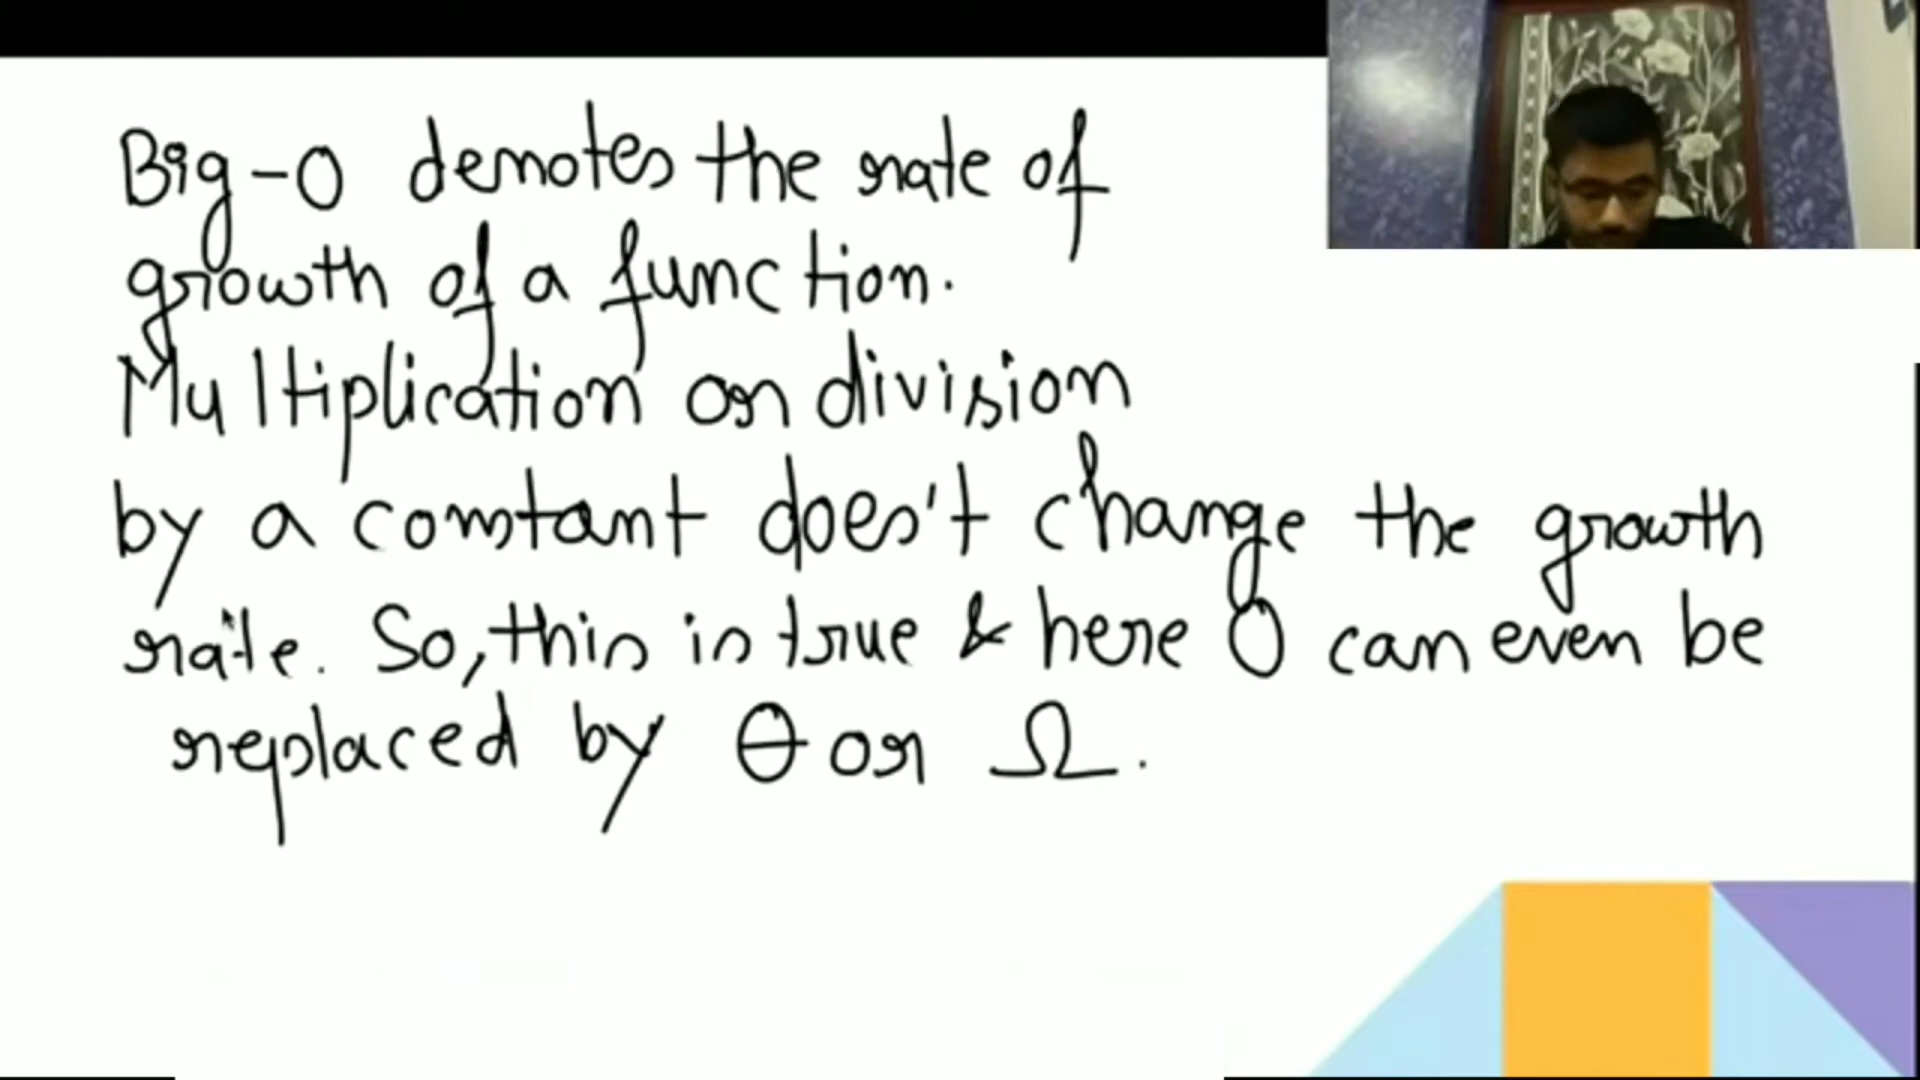 Big-O denotes the rate of
growth of a function.
Multiplication or division
by a constant doesn't change the growth
rate. So, this is true & here O can even be
replaced by Θ or Ω.